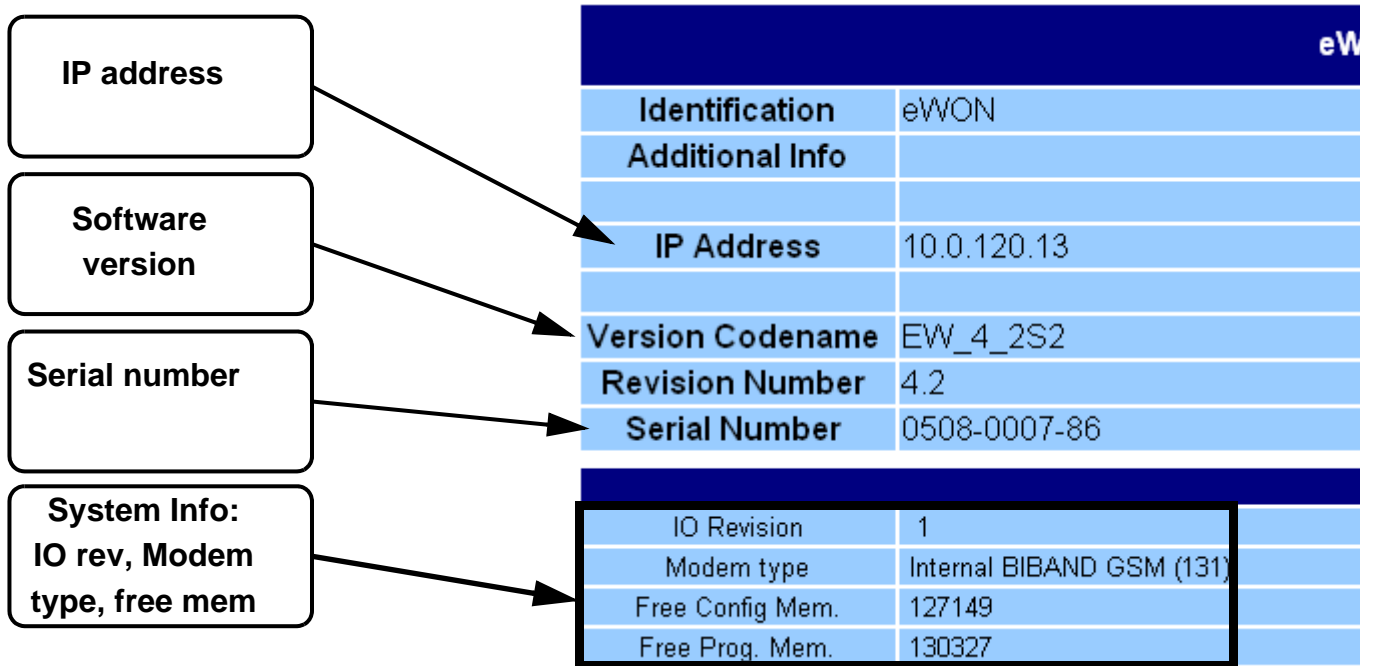 IP address
Software
version
Serial number
System Info:
IO rev, Modem
type, free mem
eW
Identification eWON
Additional Info
IP Address 10.0.120.13
Version Codename EW_4_2S2
Revision Number 4.2
Serial Number 0508-0007-86
IO Revision 1
Modem type Internal BIBAND GSM (131)
Free Config Mem. 127149
Free Prog. Mem. 130327